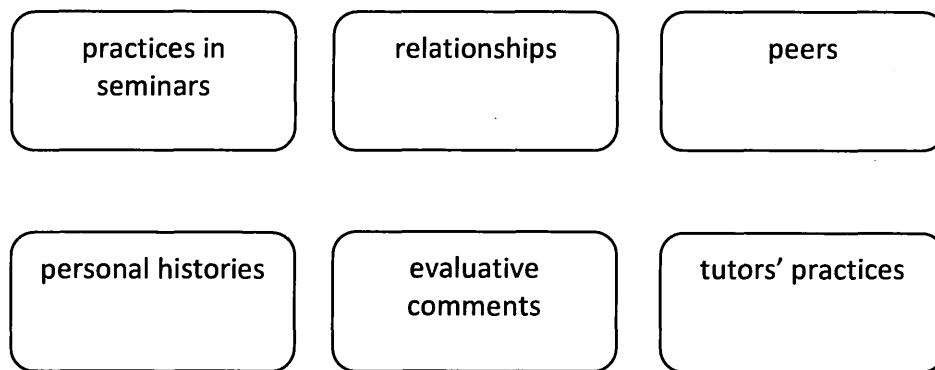 practices in
seminars
relationships
peers
personal histories
evaluative
comments
tutors' practices